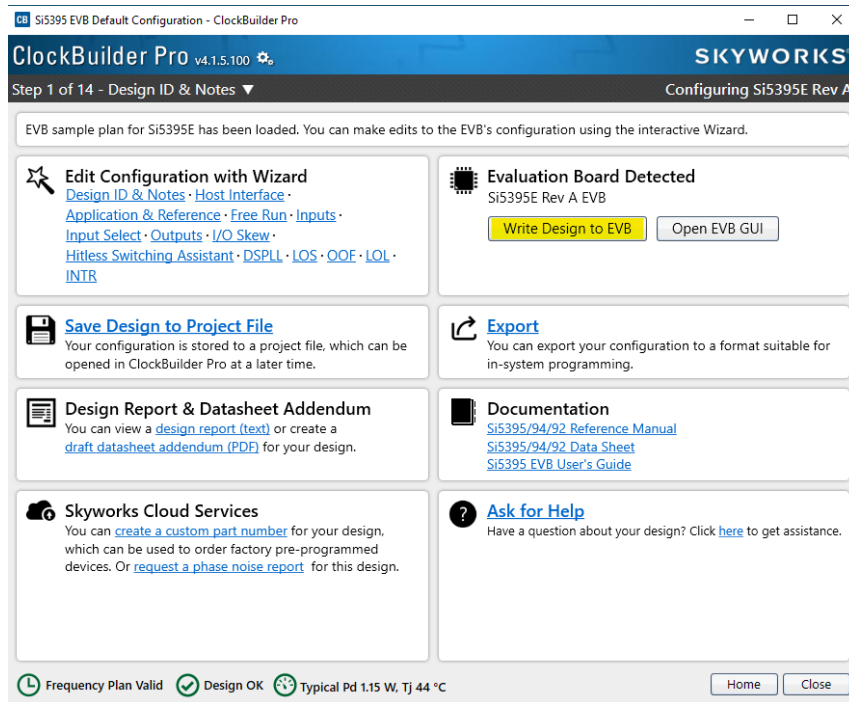 CB Si5395 EVB Default Configuration - ClockBuilder Pro
ClockBuilder Pro v4.1.5.100
SKYWORKS
Step 1 of 14 - Design ID & Notes ▼
Configuring Si5395E Rev A
EVB sample plan for Si5395E has been loaded. You can make edits to the EVB's configuration using the interactive Wizard.
Edit Configuration with Wizard
Design ID & Notes · Host Interface ·
Application & Reference · Free Run · Inputs ·
Input Select · Outputs · I/O Skew ·
Hitless Switching Assistant · DSPLL · LOS · OOF · LOL ·
INTR
Evaluation Board Detected
Si5395E Rev A EVB
Write Design to EVB
Open EVB GUI
Save Design to Project File
Your configuration is stored to a project file, which can be
opened in ClockBuilder Pro at a later time.
Export
You can export your configuration to a format suitable for
in-system programming.
Design Report & Datasheet Addendum
You can view a design report (text) or create a
draft datasheet addendum (PDF) for your design.
Documentation
Si5395/94/92 Reference Manual
Si5395/94/92 Data Sheet
Si5395 EVB User's Guide
Skyworks Cloud Services
You can create a custom part number for your design,
which can be used to order factory pre-programmed
devices. Or request a phase noise report for this design.
Ask for Help
Have a question about your design? Click here to get assistance.
Frequency Plan Valid
Design OK
Typical Pd 1.15 W, Tj 44 °C
Home
Close